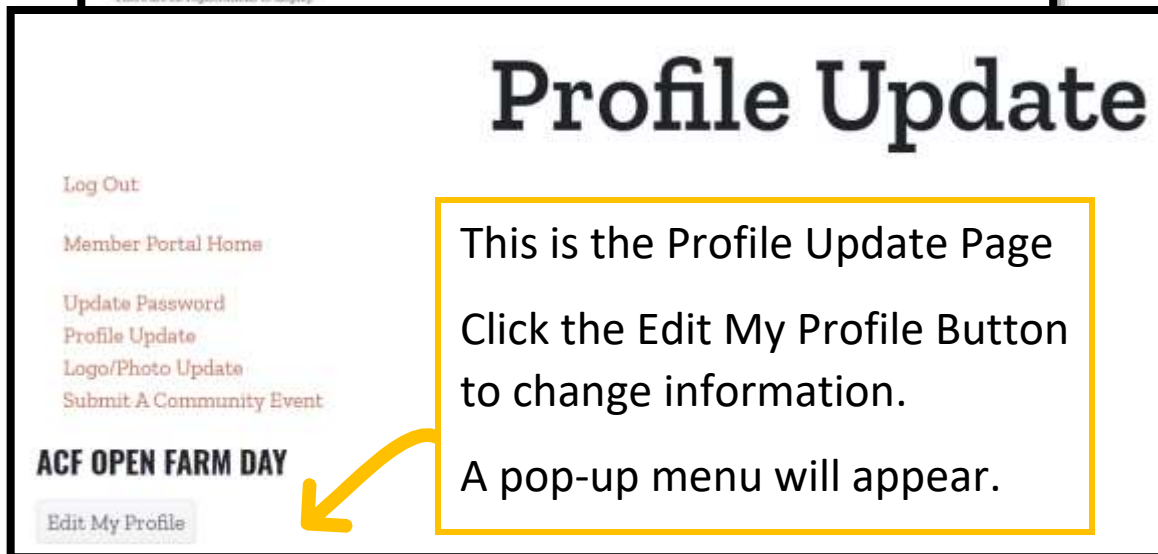 Profile Update
Log Out
Member Portal Home
Update Password
Profile Update
Logo/Photo Update
Submit A Community Event
ACF OPEN FARM DAY
Edit My Profile
This is the Profile Update Page
Click the Edit My Profile Button
to change information.
A pop-up menu will appear.